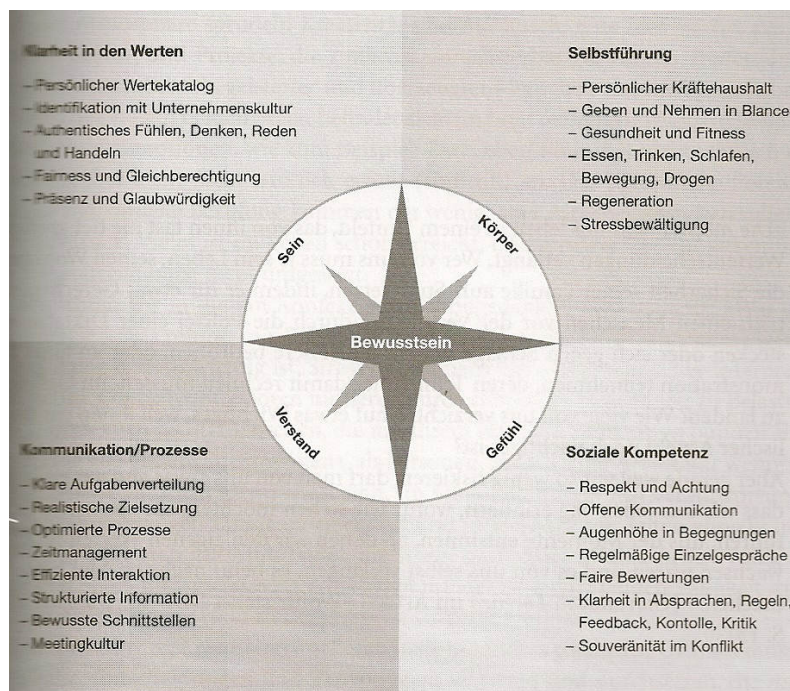 Klarheit in den Werten
– Persönlicher Wertekatalog
– Identifikation mit Unternehmenskultur
– Authentisches Fühlen, Denken, Reden
und Handeln
– Fairness und Gleichberechtigung
– Präsenz und Glaubwürdigkeit
Selbstführung
– Persönlicher Kräftehaushalt
– Geben und Nehmen in Blance
– Gesundheit und Fitness
– Essen, Trinken, Schlafen,
Bewegung, Drogen
– Regeneration
– Stressbewältigung
Sein
Körper
Bewusstsein
Verstand
Gefühl
Kommunikation/Prozesse
– Klare Aufgabenverteilung
– Realistische Zielsetzung
– Optimierte Prozesse
– Zeitmanagement
– Effiziente Interaktion
– Strukturierte Information
– Bewusste Schnittstellen
– Meetingkultur
Soziale Kompetenz
– Respekt und Achtung
– Offene Kommunikation
– Augenhöhe in Begegnungen
– Regelmäßige Einzelgespräche
– Faire Bewertungen
– Klarheit in Absprachen, Regeln,
Feedback, Kontolle, Kritik
– Souveränität im Konflikt